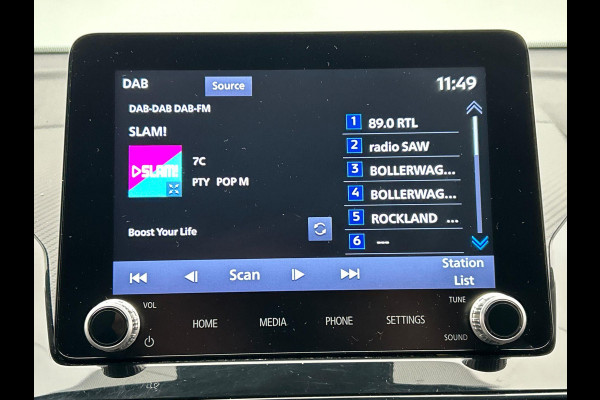 DAB Source 11:49
DAB-DAB DAB-FM
SLAM!
SLAM!
7C
PTY POP M
Boost Your Life
1 89.0 RTL
2 radio SAW
3 BOLLERWAG...
4 BOLLERWAG...
5 ROCKLAND ...
6 ---
Scan
Station
List
VOL
HOME
MEDIA
PHONE
SETTINGS
TUNE
SOUND